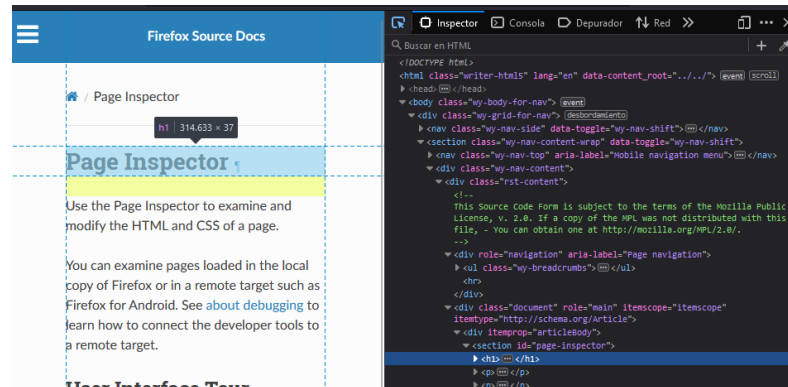 Firefox Source Docs
/ Page Inspector
h1 314.633 × 37
Page Inspector ¶
Use the Page Inspector to examine and
modify the HTML and CSS of a page.
You can examine pages loaded in the local
copy of Firefox or in a remote target such as
Firefox for Android. See about debugging to
learn how to connect the developer tools to
a remote target.
User Interface Tour
Inspector Consola Depurador Red
Buscar en HTML
<!DOCTYPE html>
<html class="writer-html5" lang="en" data-content_root="../../"> event scroll
<head> </head>
<body class="wy-body-for-nav"> event
<div class="wy-grid-for-nav"> desbordamiento
<nav class="wy-nav-side" data-toggle="wy-nav-shift"> </nav>
<section class="wy-nav-content-wrap" data-toggle="wy-nav-shift">
<nav class="wy-nav-top" aria-label="Mobile navigation menu"> </nav>
<div class="wy-nav-content">
<div class="rst-content">
<!--
This Source Code Form is subject to the terms of the Mozilla Public
License, v. 2.0. If a copy of the MPL was not distributed with this
file, - You can obtain one at http://mozilla.org/MPL/2.0/.
-->
<div role="navigation" aria-label="Page navigation">
<ul class="wy-breadcrumbs"> </ul>
<hr>
</div>
<div class="document" role="main" itemscope="itemscope"
itemtype="http://schema.org/Article">
<div itemprop="articleBody">
<section id="page-inspector">
<h1> </h1>
<p> </p>
<p> </p>